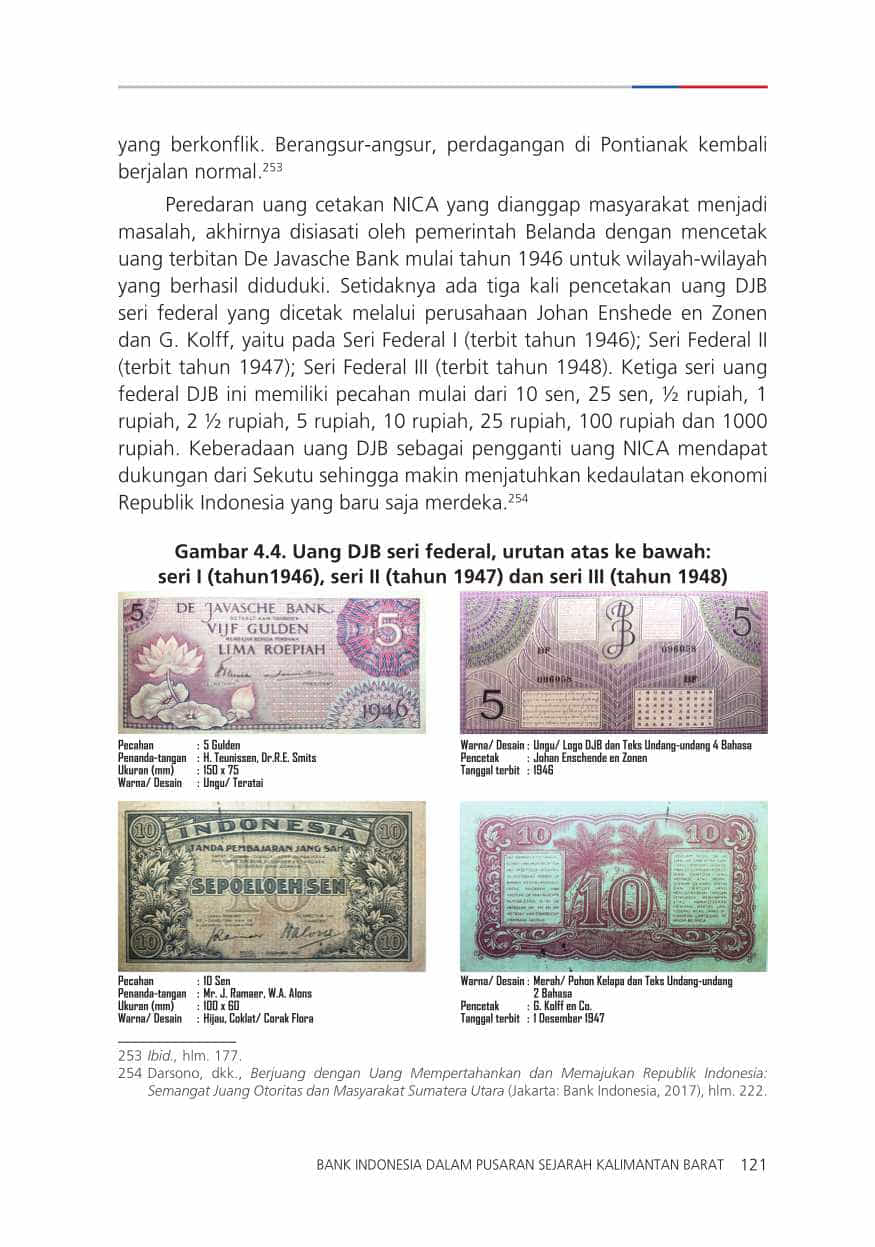 yang berkonflik. Berangsur-angsur, perdagangan di Pontianak kembali
berjalan normal.253
Peredaran uang cetakan NICA yang dianggap masyarakat menjadi
masalah, akhirnya disiasati oleh pemerintah Belanda dengan mencetak
uang terbitan De Javasche Bank mulai tahun 1946 untuk wilayah-wilayah
yang berhasil diduduki. Setidaknya ada tiga kali pencetakan uang DJB
seri federal yang dicetak melalui perusahaan Johan Enshede en Zonen
dan G. Kolff, yaitu pada Seri Federal I (terbit tahun 1946); Seri Federal II
(terbit tahun 1947); Seri Federal III (terbit tahun 1948). Ketiga seri uang
federal DJB ini memiliki pecahan mulai dari 10 sen, 25 sen, ½ rupiah, 1
rupiah, 2 ½ rupiah, 5 rupiah, 10 rupiah, 25 rupiah, 100 rupiah dan 1000
rupiah. Keberadaan uang DJB sebagai pengganti uang NICA mendapat
dukungan dari Sekutu sehingga makin menjatuhkan kedaulatan ekonomi
Republik Indonesia yang baru saja merdeka.254
Gambar 4.4. Uang DJB seri federal, urutan atas ke bawah:
seri I (tahun1946), seri II (tahun 1947) dan seri III (tahun 1948)
5 DE JAVASCHE BANK
VIJF GULDEN
LIMA ROEPIAH
5
1946
DJB
5
DF 096958
096958 DF
5
Pecahan : 5 Gulden
Penanda-tangan : H. Teunissen, Dr.R.E. Smits
Ukuran (mm) : 150 x 75
Warna/ Desain : Ungu/ Teratai
Warna/ Desain : Ungu/ Logo DJB dan Teks Undang-undang 4 Bahasa
Pencetak : Johan Enschende en Zonen
Tanggal terbit : 1946
10 INDONESIA 10
TANDA PEMBAJARAN JANG SAH
SEPOELOEH SEN
10 10
10 10
10
Pecahan : 10 Sen
Penanda-tangan : Mr. J. Ramaer, W.A. Alons
Ukuran (mm) : 100 x 60
Warna/ Desain : Hijau, Coklat/ Corak Flora
Warna/ Desain : Merah/ Pohon Kelapa dan Teks Undang-undang
2 Bahasa
Pencetak : G. Kolff en Co.
Tanggal terbit : 1 Desember 1947
253 Ibid., hlm. 177.
254 Darsono, dkk., Berjuang dengan Uang Mempertahankan dan Memajukan Republik Indonesia:
Semangat Juang Otoritas dan Masyarakat Sumatera Utara (Jakarta: Bank Indonesia, 2017), hlm. 222.
BANK INDONESIA DALAM PUSARAN SEJARAH KALIMANTAN BARAT 121